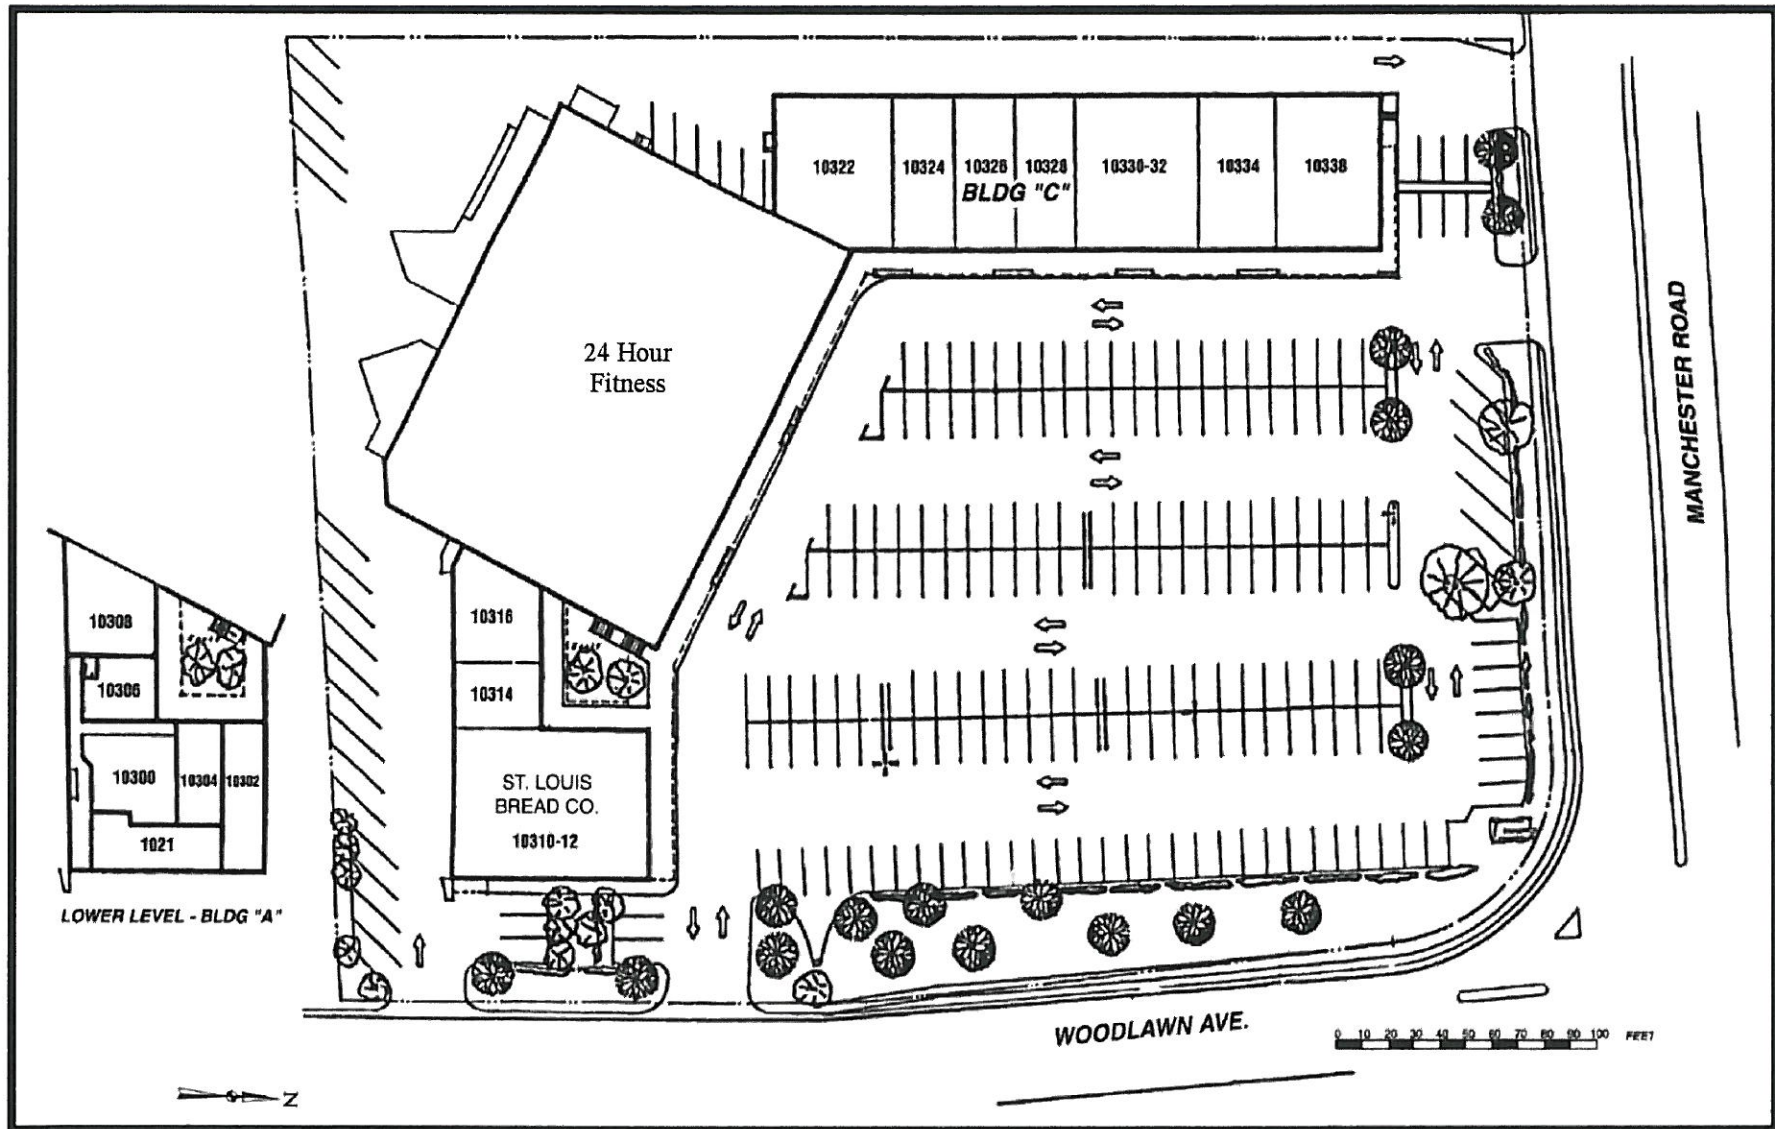 10322
10324
10326
10328
10330-32
10334
10338
BLDG "C"
24 Hour
Fitness
MANCHESTER ROAD
10308
10306
10300
10304
10302
1021
LOWER LEVEL - BLDG "A"
10316
10314
ST. LOUIS
BREAD CO.
10310-12
WOODLAWN AVE.
0 10 20 30 40 50 60 70 80 90 100 FEET
N